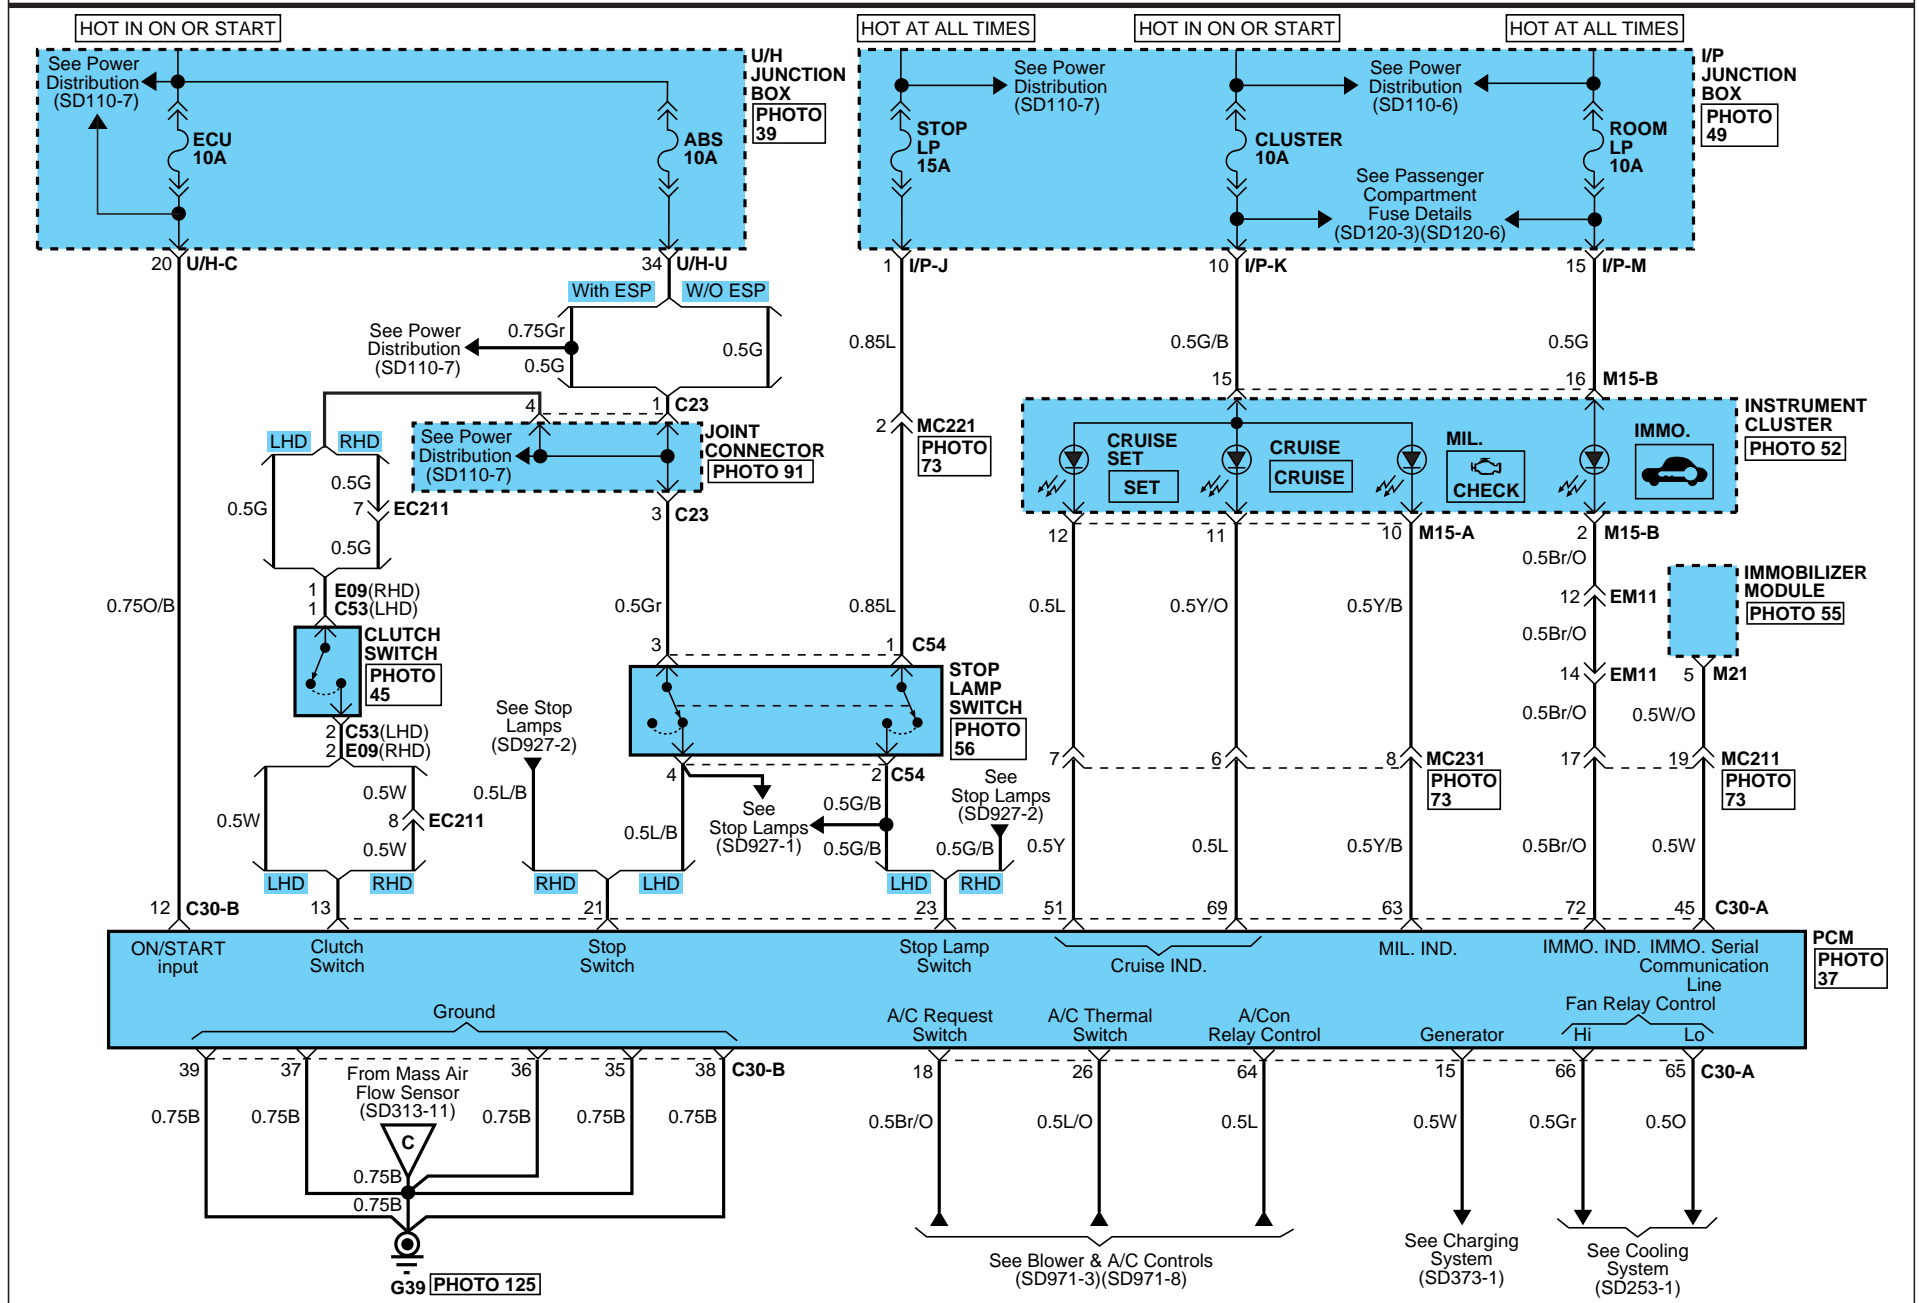 HOT IN ON OR START
HOT AT ALL TIMES
HOT IN ON OR START
HOT AT ALL TIMES
See Power
Distribution
(SD110-7)
ECU
10A
ABS
10A
U/H
JUNCTION
BOX
PHOTO
39
See Power
Distribution
(SD110-7)
STOP
LP
15A
CLUSTER
10A
See Power
Distribution
(SD110-6)
See Passenger
Compartment
Fuse Details
(SD120-3)(SD120-6)
ROOM
LP
10A
I/P
JUNCTION
BOX
PHOTO
49
20 U/H-C
34 U/H-U
1 I/P-J
10 I/P-K
15 I/P-M
With ESP
W/O ESP
See Power
Distribution
(SD110-7)
0.75Gr
0.5G
0.5G
0.85L
0.5G/B
0.5G
4
1 C23
15
16 M15-B
LHD
RHD
0.5G
0.5G
7 EC211
0.5G
See Power
Distribution
(SD110-7)
JOINT
CONNECTOR
PHOTO 91
3 C23
2 MC221
PHOTO
73
CRUISE
SET
SET
CRUISE
CRUISE
MIL.
CHECK
IMMO.
INSTRUMENT
CLUSTER
PHOTO 52
12
11
10 M15-A
2 M15-B
0.5Br/O
1 E09(RHD)
1 C53(LHD)
0.75O/B
0.5Gr
0.85L
0.5L
0.5Y/O
0.5Y/B
12 EM11
0.5Br/O
14 EM11
0.5Br/O
IMMOBILIZER
MODULE
PHOTO 55
5 M21
0.5W/O
CLUTCH
SWITCH
PHOTO
45
3
1 C54
STOP
LAMP
SWITCH
PHOTO
56
2 C53(LHD)
2 E09(RHD)
See Stop
Lamps
(SD927-2)
4
2 C54
See
Stop Lamps
(SD927-1)
See
Stop Lamps
(SD927-2)
7
6
8 MC231
PHOTO
73
17
19 MC211
PHOTO
73
0.5W
0.5W
8 EC211
0.5W
0.5L/B
0.5L/B
0.5G/B
0.5G/B
0.5G/B
0.5Y
0.5L
0.5Y/B
0.5Br/O
0.5W
LHD
RHD
RHD
LHD
LHD
RHD
12 C30-B
13
21
23
51
69
63
72
45 C30-A
ON/START
input
Clutch
Switch
Stop
Switch
Stop Lamp
Switch
Cruise IND.
MIL. IND.
IMMO. IND.
IMMO. Serial
Communication
Line
PCM
PHOTO
37
Ground
A/C Request
Switch
A/C Thermal
Switch
A/Con
Relay Control
Generator
Fan Relay Control
Hi
Lo
39
37
36
35
38 C30-B
18
26
64
15
66
65 C30-A
From Mass Air
Flow Sensor
(SD313-11)
C
0.75B
0.75B
0.75B
0.75B
0.75B
0.75B
0.75B
0.5Br/O
0.5L/O
0.5L
0.5W
0.5Gr
0.5O
G39 PHOTO 125
See Blower & A/C Controls
(SD971-3)(SD971-8)
See Charging
System
(SD373-1)
See Cooling
System
(SD253-1)